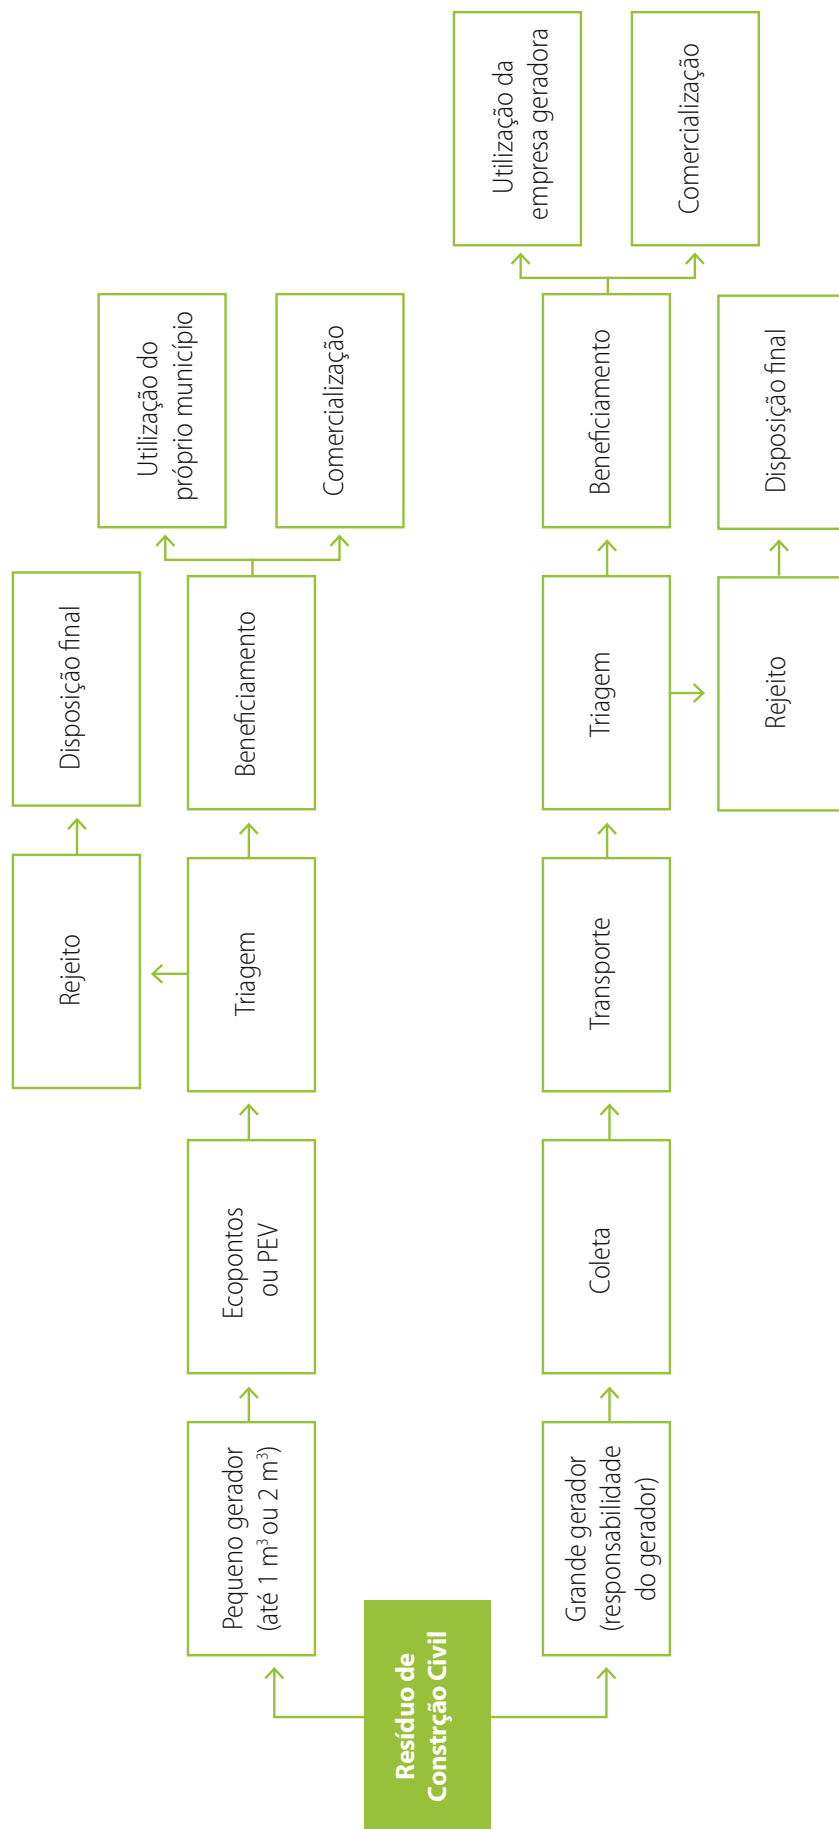 Resíduo de
Constrção Civil
Pequeno gerador
(até 1 m³ ou 2 m³)
Ecopontos
ou PEV
Triagem
Rejeito
Disposição final
Beneficiamento
Utilização do
próprio município
Comercialização
Grande gerador
(responsabilidade
do gerador)
Coleta
Transporte
Triagem
Rejeito
Disposição final
Beneficiamento
Utilização da
empresa geradora
Comercialização